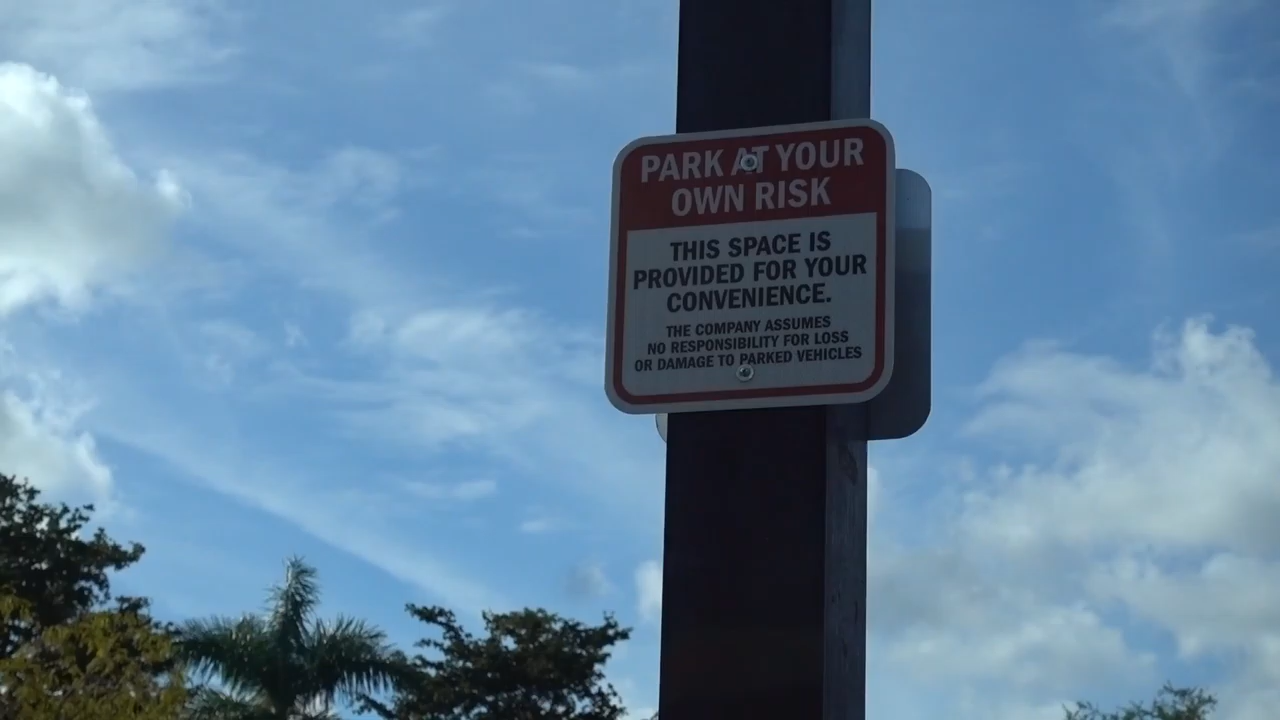 PARK AT YOUR
OWN RISK
THIS SPACE IS
PROVIDED FOR YOUR
CONVENIENCE.
THE COMPANY ASSUMES
NO RESPONSIBILITY FOR LOSS
OR DAMAGE TO PARKED VEHICLES